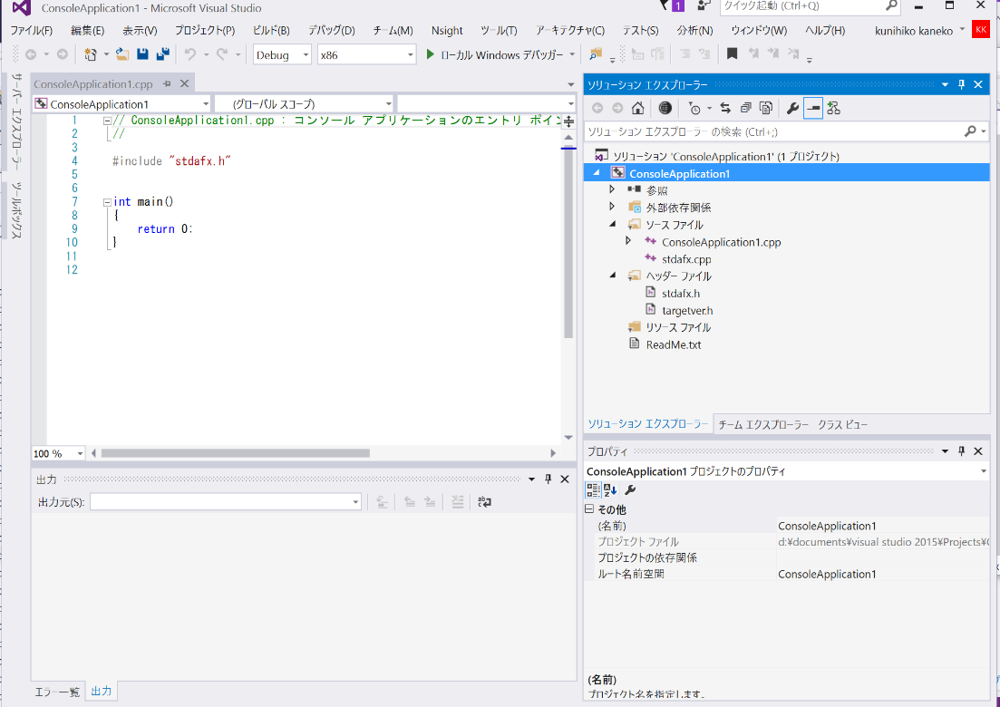 ConsoleApplication1 - Microsoft Visual Studio
1
クイック起動 (Ctrl+Q)
ファイル(F) 編集(E) 表示(V) プロジェクト(P) ビルド(B) デバッグ(D) チーム(M) Nsight ツール(T) アーキテクチャ(C) テスト(S) 分析(N) ウィンドウ(W) ヘルプ(H) kunihiko kaneko KK
Debug x86 ローカル Windows デバッガー
サーバー エクスプローラー
ツールボックス
ConsoleApplication1.cpp
ConsoleApplication1 (グローバル スコープ)
1 // ConsoleApplication1.cpp : コンソール アプリケーションのエントリ ポイン
2 //
3
4 #include "stdafx.h"
5
6
7 int main()
8 {
9 return 0;
10 }
11
12
100 %
出力
出力元(S):
エラー一覧 出力
ソリューション エクスプローラー
ソリューション エクスプローラー の検索 (Ctrl+;)
ソリューション 'ConsoleApplication1' (1 プロジェクト)
ConsoleApplication1
参照
外部依存関係
ソース ファイル
ConsoleApplication1.cpp
stdafx.cpp
ヘッダー ファイル
stdafx.h
targetver.h
リソース ファイル
ReadMe.txt
ソリューション エクスプローラー チーム エクスプローラー クラス ビュー
プロパティ
ConsoleApplication1 プロジェクトのプロパティ
その他
(名前) ConsoleApplication1
プロジェクト ファイル d:¥documents¥visual studio 2015¥Projects¥C
プロジェクトの依存関係
ルート名前空間 ConsoleApplication1
(名前)
プロジェクト名を指定します。